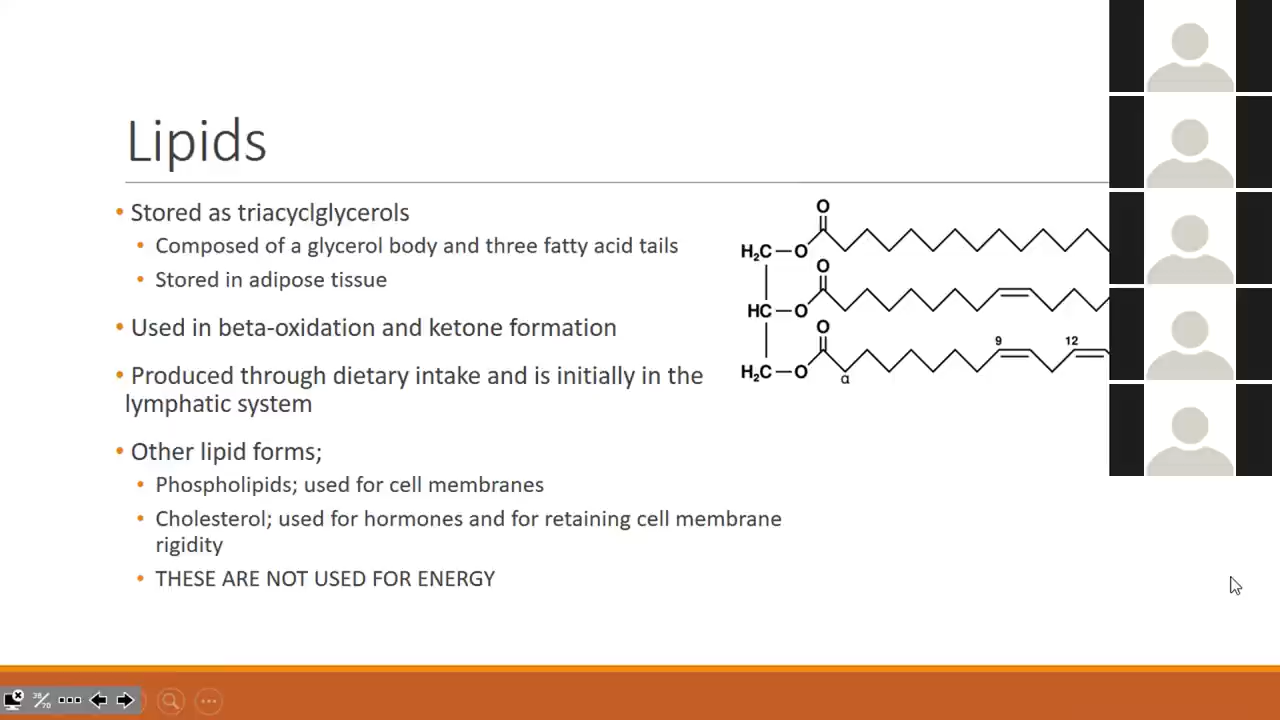 Lipids
• Stored as triacyclglycerols
• Composed of a glycerol body and three fatty acid tails
• Stored in adipose tissue
• Used in beta-oxidation and ketone formation
• Produced through dietary intake and is initially in the
lymphatic system
• Other lipid forms;
• Phospholipids; used for cell membranes
• Cholesterol; used for hormones and for retaining cell membrane
rigidity
• THESE ARE NOT USED FOR ENERGY
O
H₂C—O
O
HC—O
O
9 12
H₂C—O
α
38/70